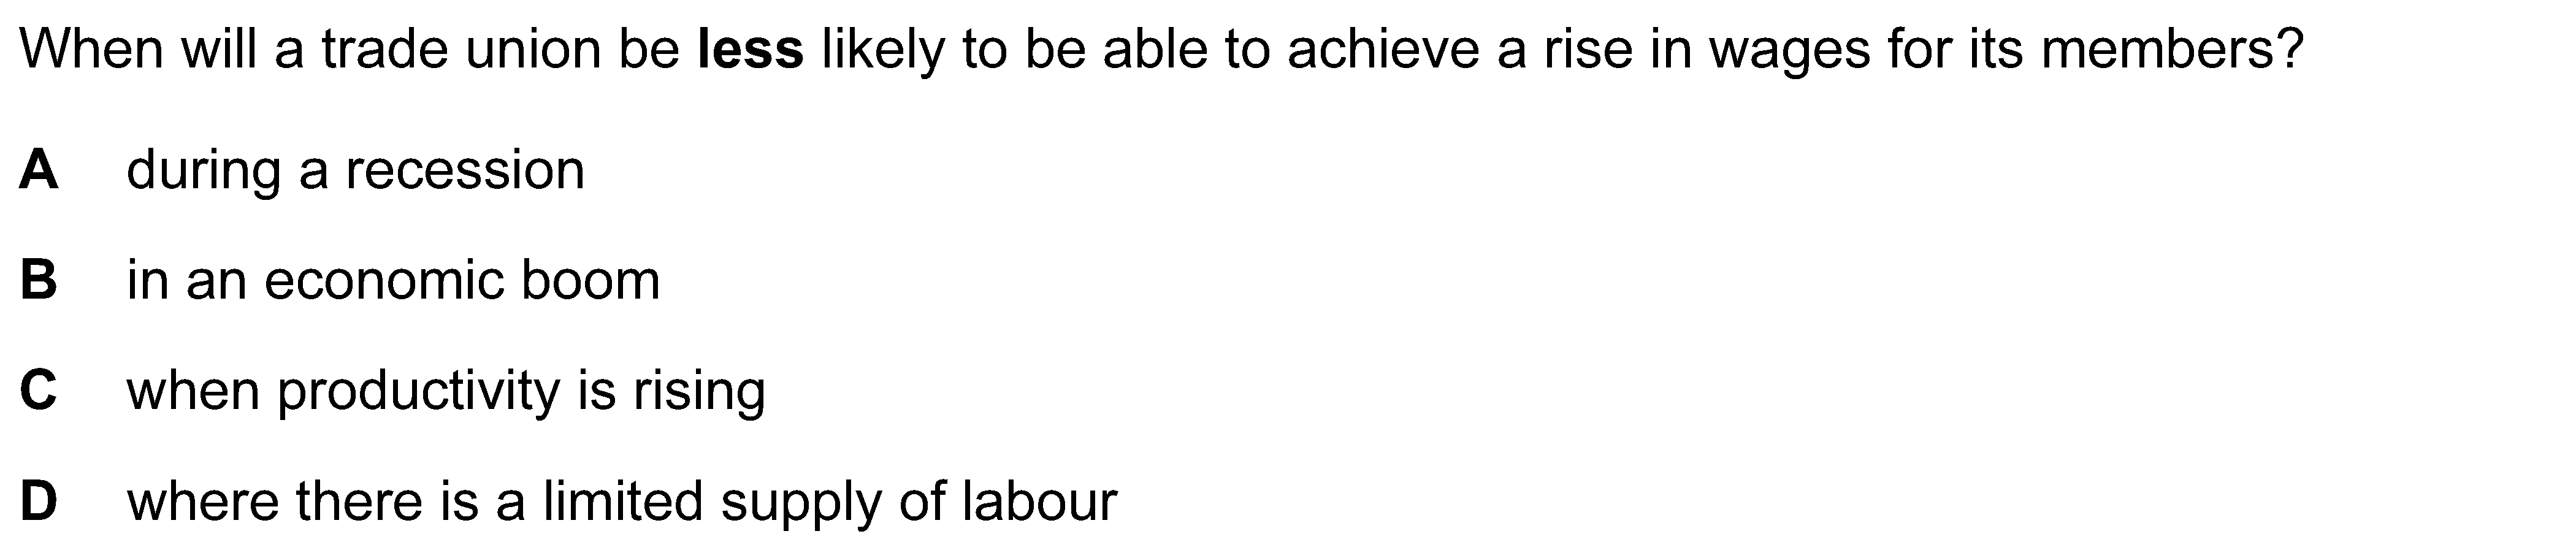 When will a trade union be less likely to be able to achieve a rise in wages for its members?
A during a recession
B in an economic boom
C when productivity is rising
D where there is a limited supply of labour